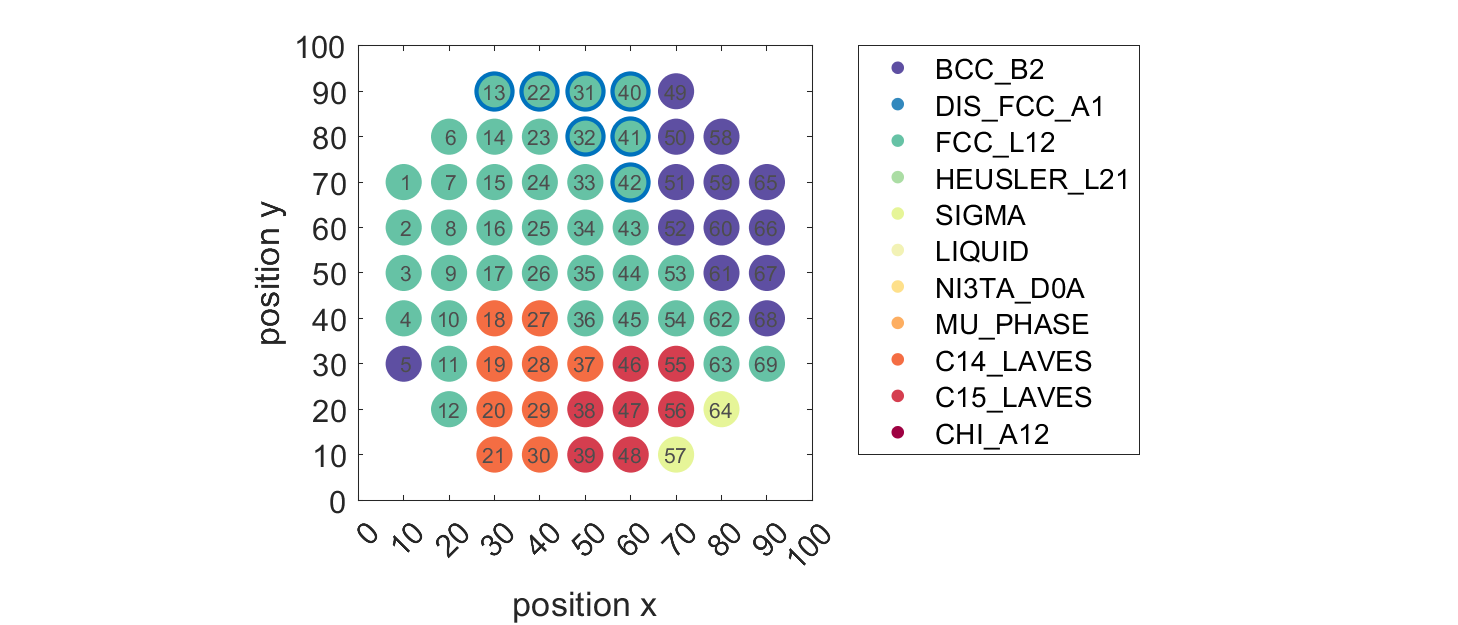 100
90
80
70
60
50
40
30
20
10
0
position y
13 22 31 40 49
6 14 23 32 41 50 58
1 7 15 24 33 42 51 59 65
2 8 16 25 34 43 52 60 66
3 9 17 26 35 44 53 61 67
4 10 18 27 36 45 54 62 68
5 11 19 28 37 46 55 63 69
12 20 29 38 47 56 64
21 30 39 48 57
0 10 20 30 40 50 60 70 80 90 100
position x
BCC_B2
DIS_FCC_A1
FCC_L12
HEUSLER_L21
SIGMA
LIQUID
NI3TA_D0A
MU_PHASE
C14_LAVES
C15_LAVES
CHI_A12